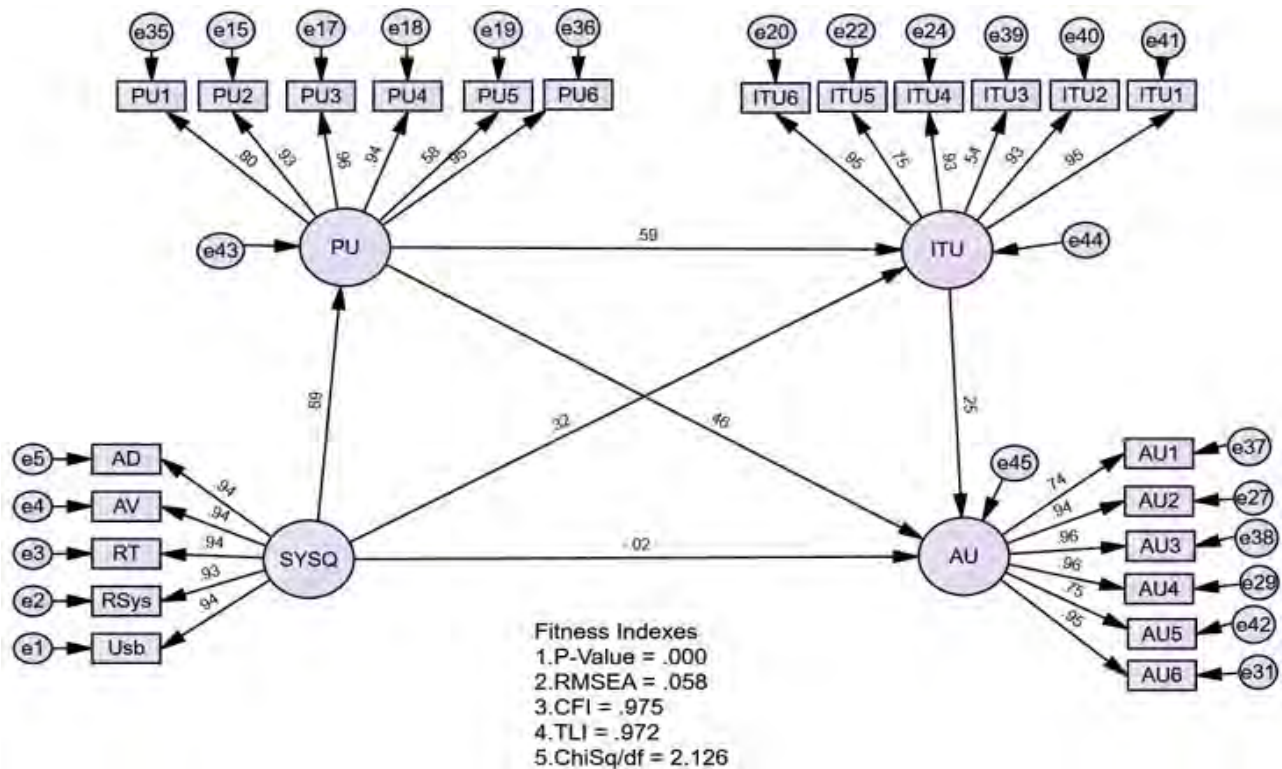 e35 e15 e17 e18 e19 e36
PU1 PU2 PU3 PU4 PU5 PU6
.80 .93 .96 .94 .58 .95
e20 e22 e24 e39 e40 e41
ITU6 ITU5 ITU4 ITU3 ITU2 ITU1
.95 .75 .93 .54 .93 .95
e43 PU .59 ITU e44
.69 .32 .46 .25
e5 AD .94
e4 AV .94
e3 RT .94
e2 RSys .93
e1 Usb .94
SYSQ -.02 AU e45
.74 AU1 e37
.94 AU2 e27
.96 AU3 e38
.96 AU4 e29
.75 AU5 e42
.95 AU6 e31
Fitness Indexes
1.P-Value = .000
2.RMSEA = .058
3.CFI = .975
4.TLI = .972
5.ChiSq/df = 2.126